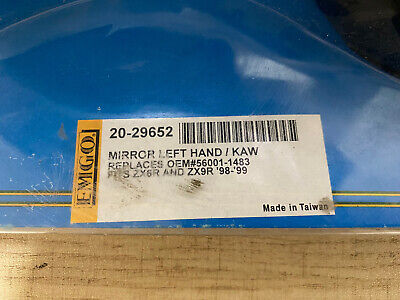 EMGO
20-29652
MIRROR LEFT HAND / KAW
REPLACES OEM#56001-1483
FITS ZX6R AND ZX9R '98-'99
Made in Taiwan